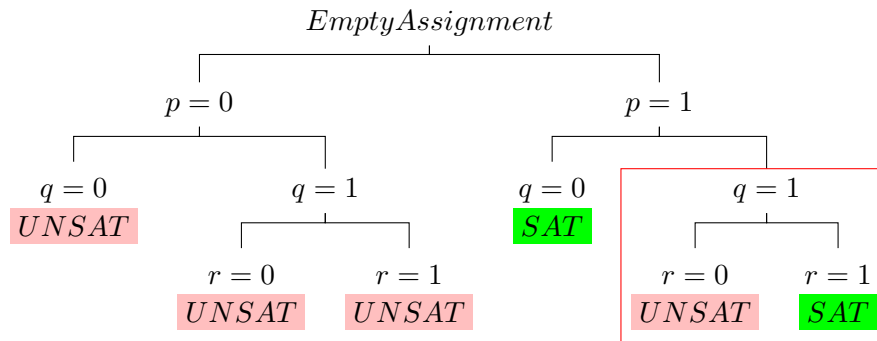 EmptyAssignment
p = 0 p = 1
q = 0 q = 1 q = 0 q = 1
UNSAT SAT
r = 0 r = 1 r = 0 r = 1
UNSAT UNSAT UNSAT SAT